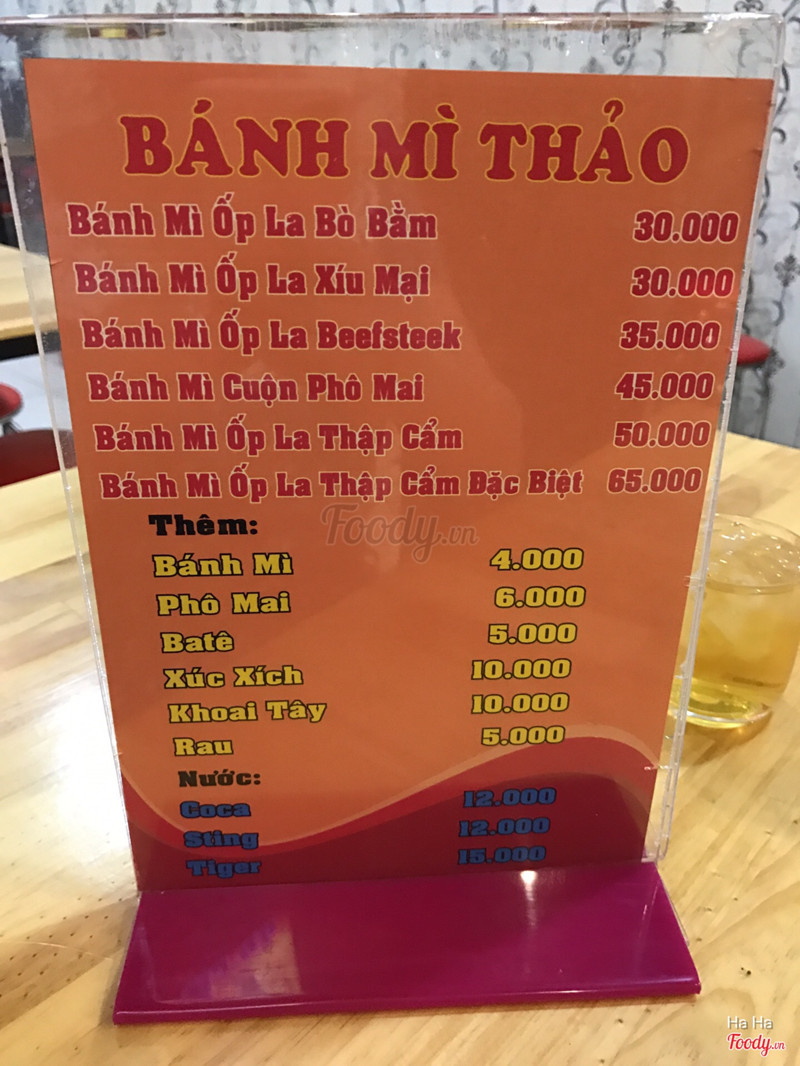 BÁNH MÌ THẢO
Bánh Mì Ốp La Bò Bằm 30.000
Bánh Mì Ốp La Xíu Mại 30.000
Bánh Mì Ốp La Beefsteek 35.000
Bánh Mì Cuộn Phô Mai 45.000
Bánh Mì Ốp La Thập Cẩm 50.000
Bánh Mì Ốp La Thập Cẩm Đặc Biệt 65.000
Foody.vn
Thêm:
Bánh Mì 4.000
Phô Mai 6.000
Batê 5.000
Xúc Xích 10.000
Khoai Tây 10.000
Rau 5.000
Nước:
Coca 12.000
Sting 12.000
Tiger 15.000
Ha Ha
Foody.vn